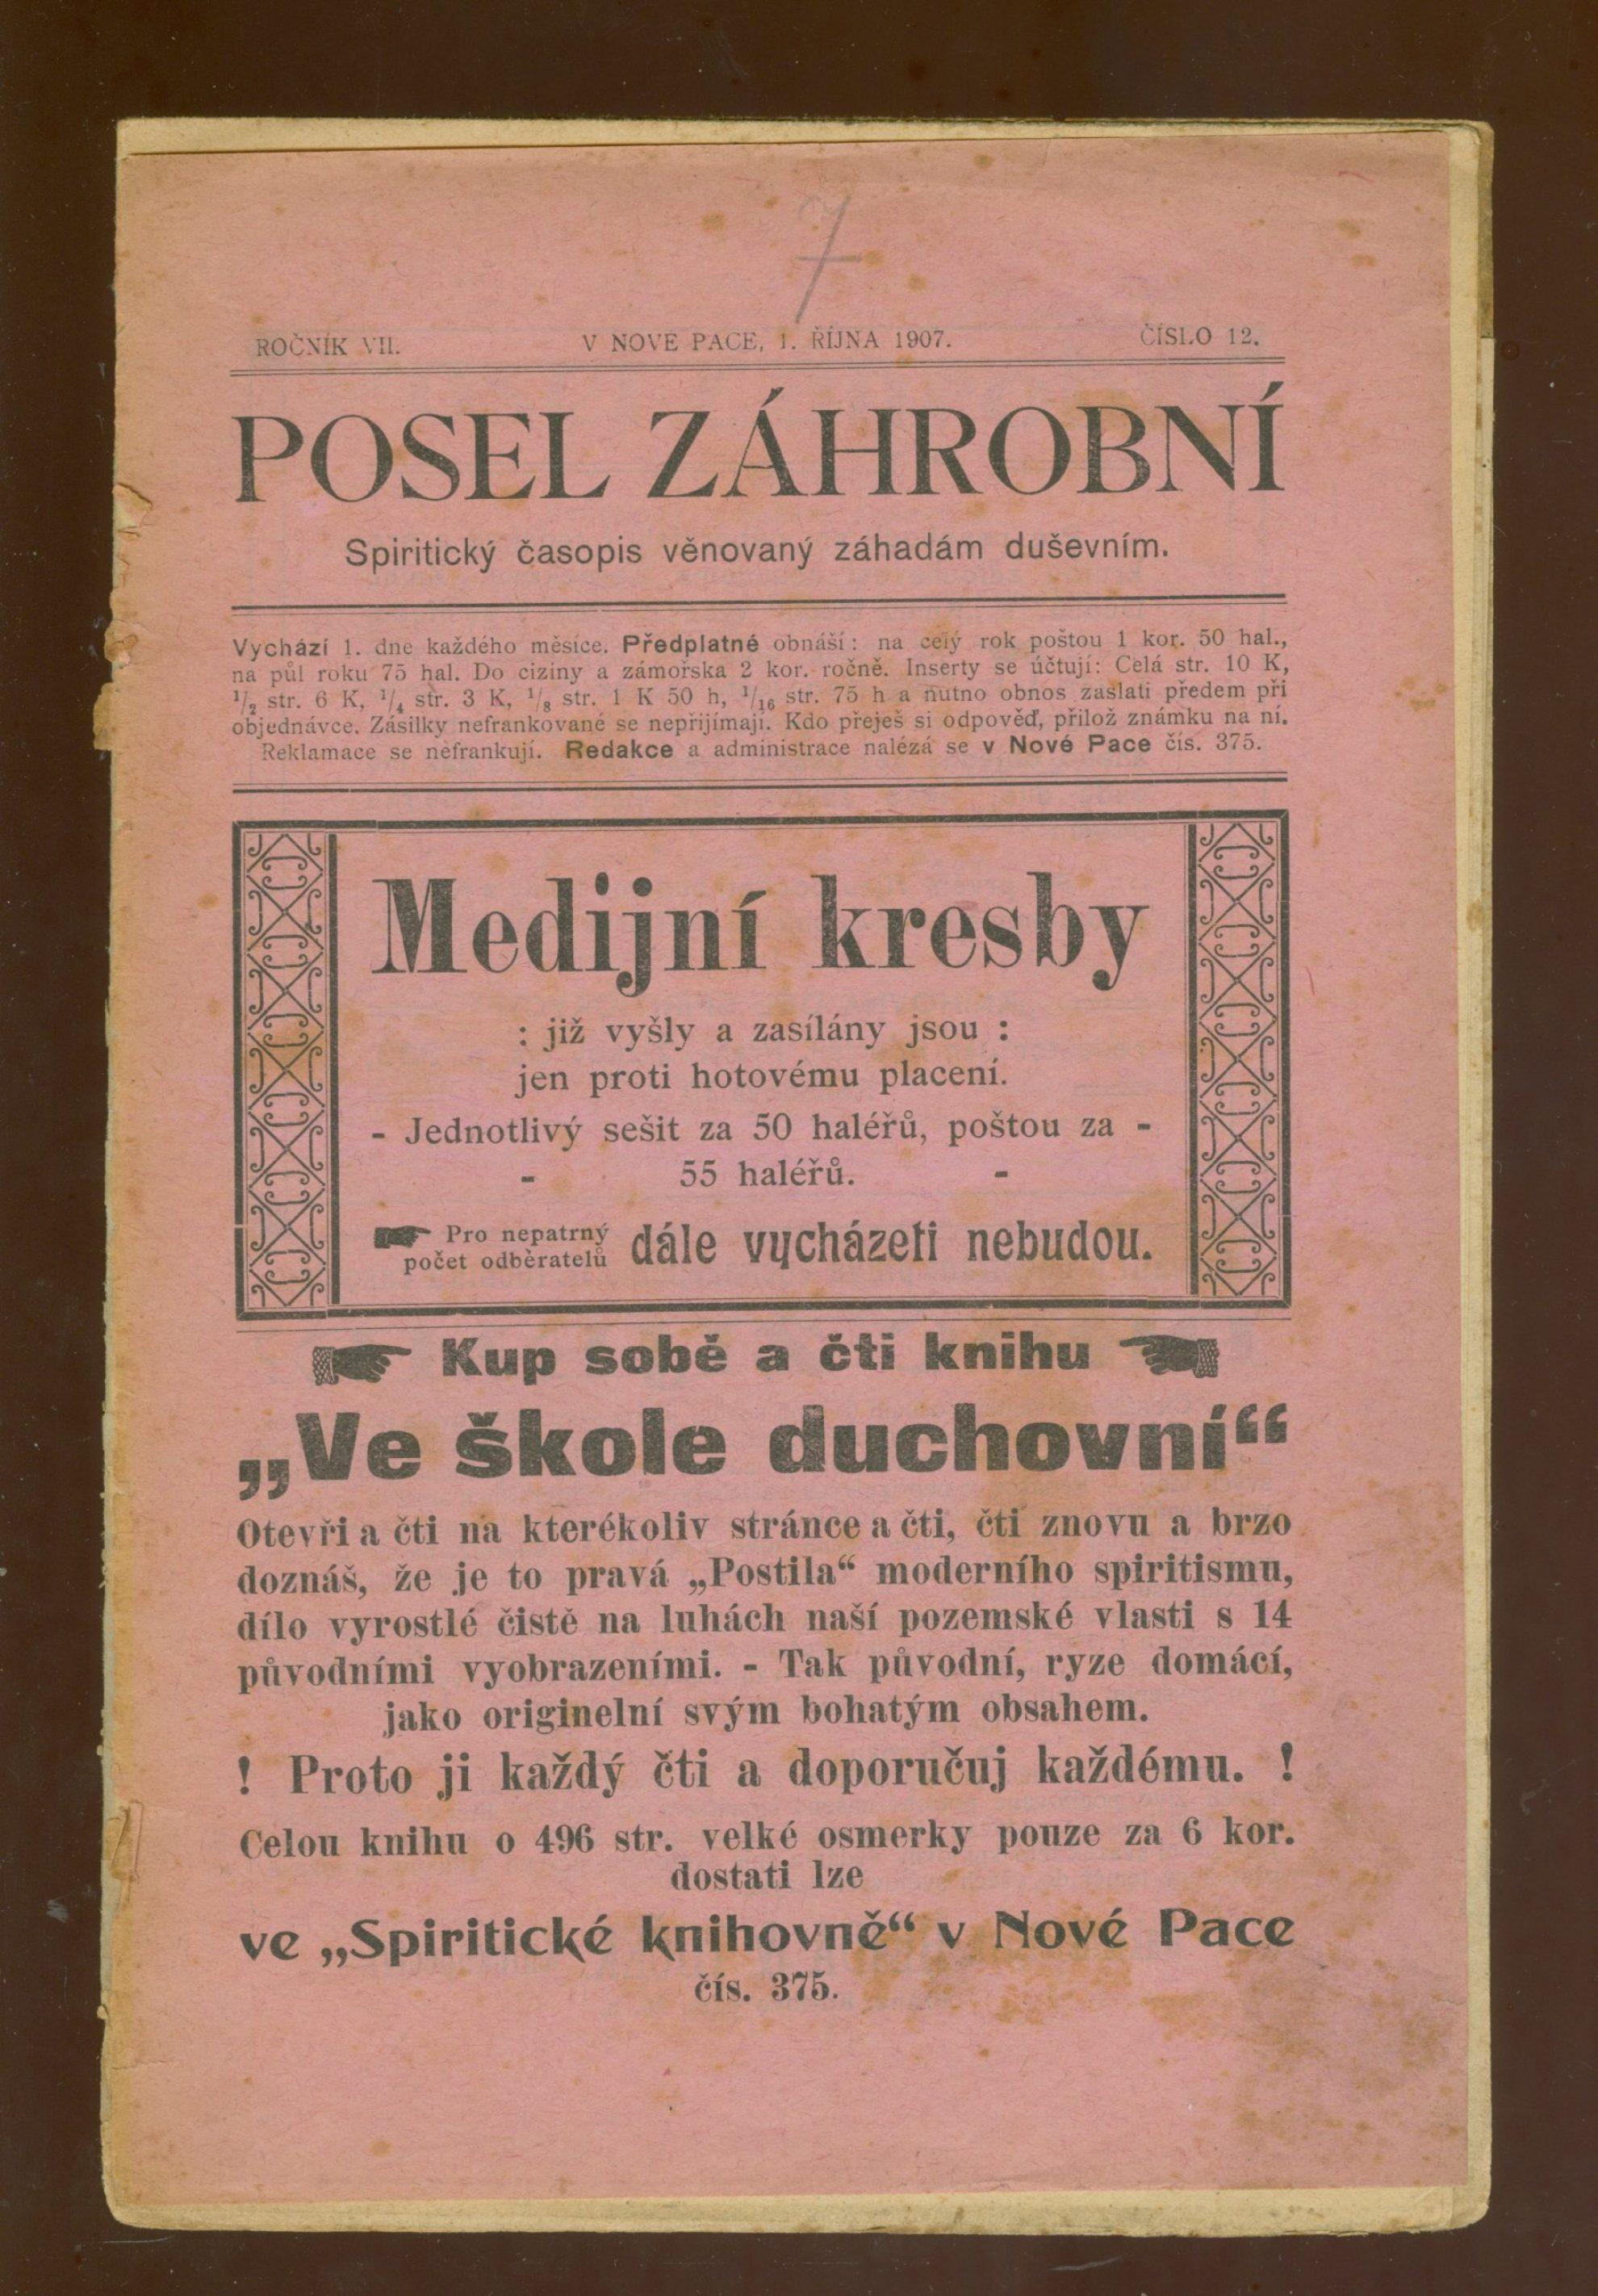 7
ROČNÍK VII.
V NOVÉ PACE, 1. ŘÍJNA 1907.
ČÍSLO 12.
POSEL ZÁHROBNÍ
Spiritický časopis věnovaný záhadám duševním.
Vychází 1. dne každého měsíce. Předplatné obnáší: na celý rok poštou 1 kor. 50 hal.,
na půl roku 75 hal. Do ciziny a zámořska 2 kor. ročně. Inserty se účtují: Celá str. 10 K,
1/2 str. 6 K, 1/4 str. 3 K, 1/8 str. 1 K 50 h, 1/16 str. 75 h a nutno obnos zaslati předem při
objednávce. Zásilky nefrankované se nepřijímají. Kdo přeješ si odpověď, přilož známku na ni.
Reklamace se nefrankují. Redakce a administrace nalézá se v Nové Pace čís. 375.
Medijní kresby
: již vyšly a zasílány jsou :
jen proti hotovému placení.
- Jednotlivý sešit za 50 haléřů, poštou za -
- 55 haléřů. -
Pro nepatrný
počet odběratelů dále vycházeti nebudou.
Kup sobě a čti knihu
„Ve škole duchovní“
Otevři a čti na kterékoliv stránce a čti, čti znovu a brzo
doznáš, že je to pravá „Postila“ moderního spiritismu,
dílo vyrostlé čistě na luhách naší pozemské vlasti s 14
původními vyobrazeními. - Tak původní, ryze domácí,
jako originelní svým bohatým obsahem.
! Proto ji každý čti a doporučuj každému. !
Celou knihu o 496 str. velké osmerky pouze za 6 kor.
dostati lze
ve „Spiritické knihovně“ v Nové Pace
čís. 375.